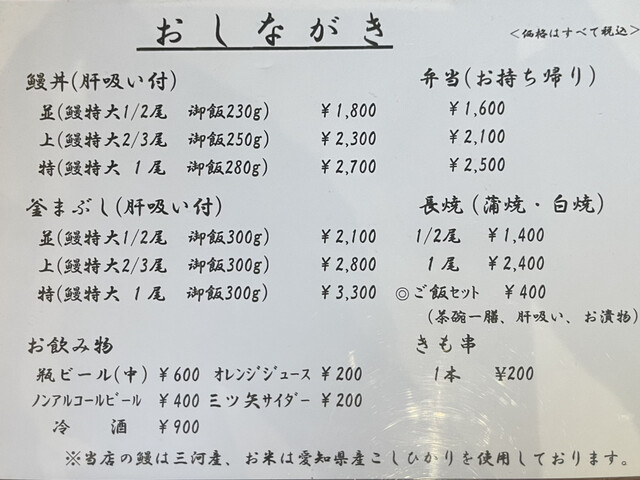 おしながき
<価格はすべて税込>
鰻丼(肝吸い付)
並(鰻特大1/2尾 御飯230g) ¥1,800
上(鰻特大2/3尾 御飯250g) ¥2,300
特(鰻特大 1尾 御飯280g) ¥2,700
弁当(お持ち帰り)
¥1,600
¥2,100
¥2,500
釜まぶし(肝吸い付)
並(鰻特大1/2尾 御飯300g) ¥2,100
上(鰻特大2/3尾 御飯300g) ¥2,800
特(鰻特大 1尾 御飯300g) ¥3,300
長焼(蒲焼・白焼)
1/2尾 ¥1,400
1尾 ¥2,400
◎ご飯セット ¥400
(茶碗一膳、肝吸い、お漬物)
お飲み物
瓶ビール(中) ¥600 オレンジジュース ¥200
ノンアルコールビール ¥400 三ツ矢サイダー ¥200
冷酒 ¥900
きも串
1本 ¥200
※当店の鰻は三河産、お米は愛知県産こしひかりを使用しております。